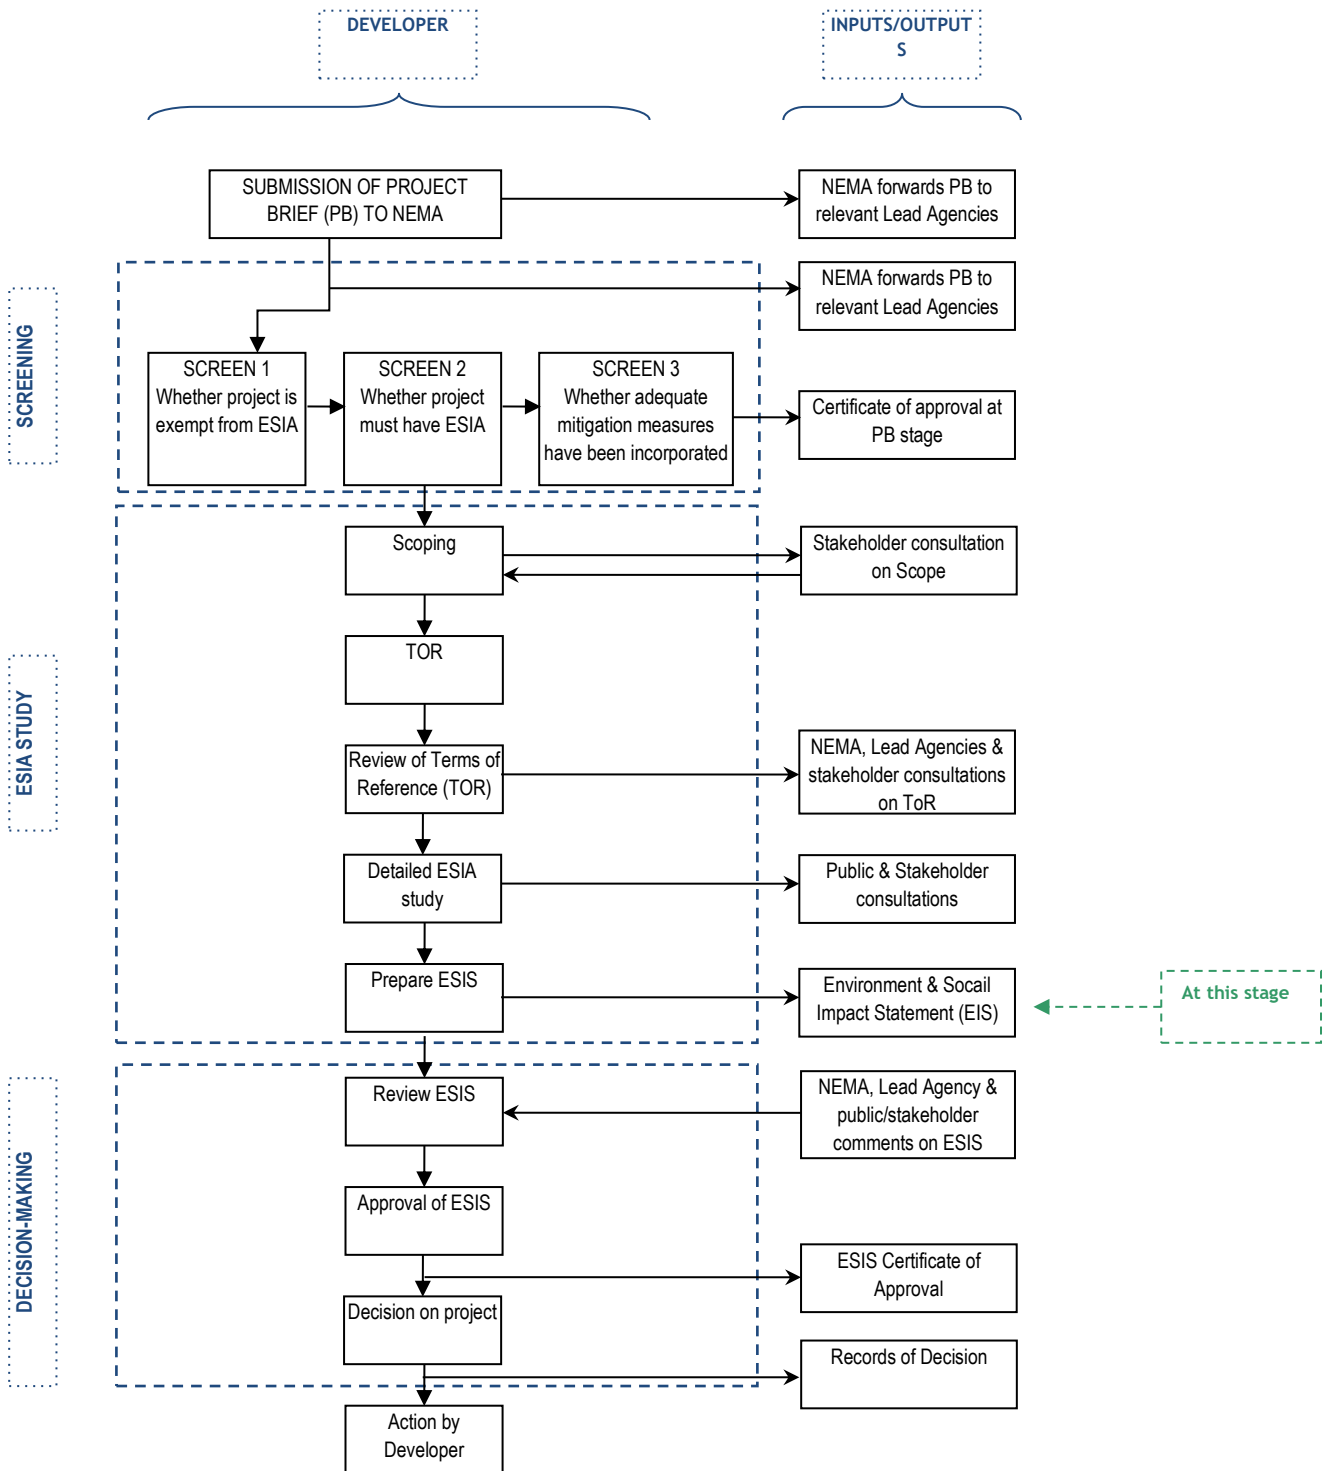 DEVELOPER
INPUTS/OUTPUT
S
SUBMISSION OF PROJECT
BRIEF (PB) TO NEMA
NEMA forwards PB to
relevant Lead Agencies
NEMA forwards PB to
relevant Lead Agencies
SCREENING
SCREEN 1
Whether project is
exempt from ESIA
SCREEN 2
Whether project
must have ESIA
SCREEN 3
Whether adequate
mitigation measures
have been incorporated
Certificate of approval at
PB stage
Scoping
Stakeholder consultation
on Scope
TOR
ESIA STUDY
Review of Terms of
Reference (TOR)
NEMA, Lead Agencies &
stakeholder consultations
on ToR
Detailed ESIA
study
Public & Stakeholder
consultations
Prepare ESIS
Environment & Socail
Impact Statement (EIS)
At this stage
Review ESIS
NEMA, Lead Agency &
public/stakeholder
comments on ESIS
DECISION-MAKING
Approval of ESIS
ESIS Certificate of
Approval
Decision on project
Records of Decision
Action by
Developer